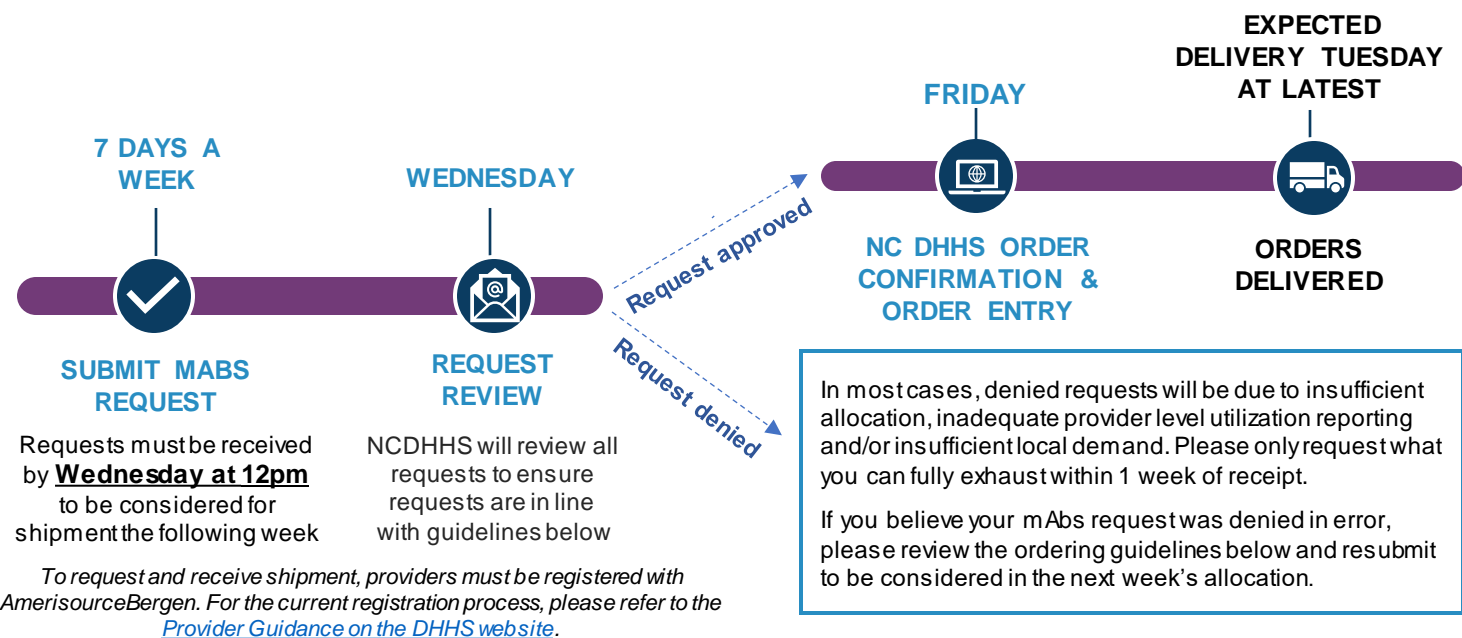 7 DAYS A
WEEK
SUBMIT MABS
REQUEST
Requests must be received
by Wednesday at 12pm
to be considered for
shipment the following week
WEDNESDAY
@
REQUEST
REVIEW
NCDHHS will review all
requests to ensure
requests are in line
with guidelines below
To request and receive shipment, providers must be registered with
AmerisourceBergen. For the current registration process, please refer to the
Provider Guidance on the DHHS website.
Request approved
Request denied
FRIDAY
NC DHHS ORDER
CONFIRMATION &
ORDER ENTRY
EXPECTED
DELIVERY TUESDAY
AT LATEST
ORDERS
DELIVERED
In most cases, denied requests will be due to insufficient
allocation, inadequate provider level utilization reporting
and/or insufficient local demand. Please only request what
you can fully exhaust within 1 week of receipt.
If you believe your mAbs request was denied in error,
please review the ordering guidelines below and resubmit
to be considered in the next week's allocation.